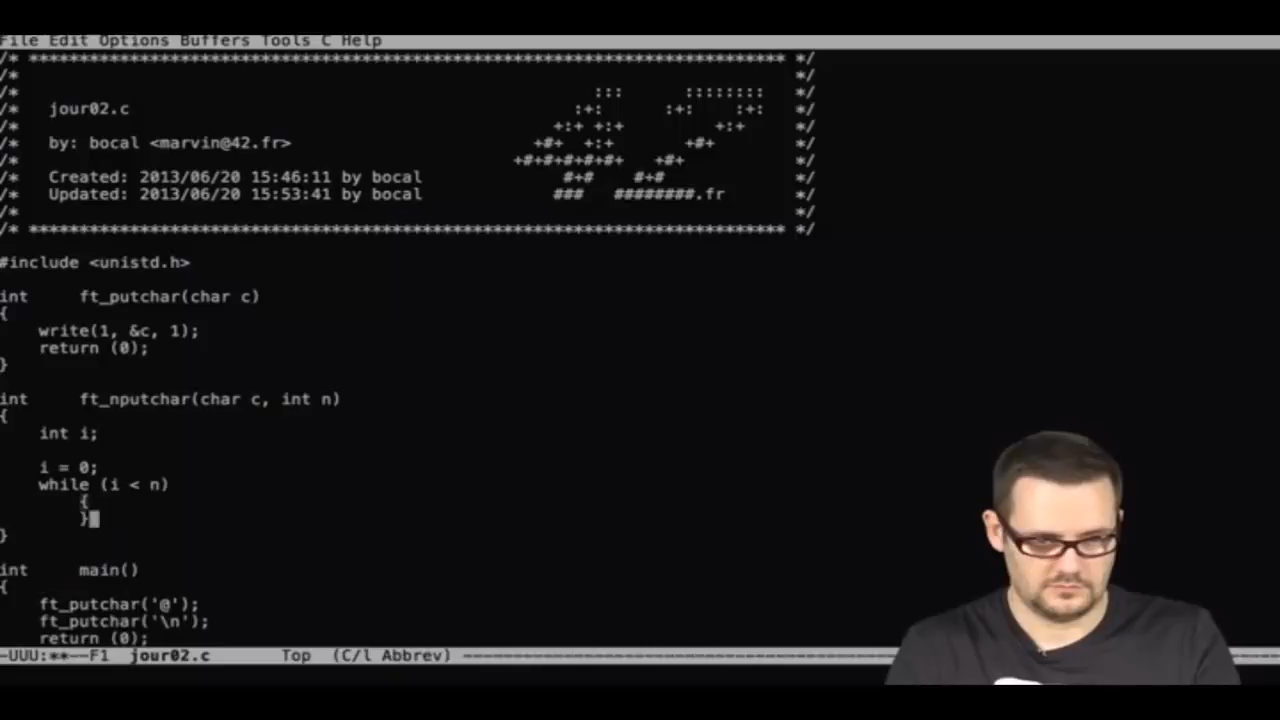 File Edit Options Buffers Tools C Help
/* ************************************************************************** */
/*                                                                            */
/*                                                        :::      ::::::::   */
/*   jour02.c                                           :+:      :+:    :+:   */
/*                                                    +:+ +:+         +:+     */
/*   by: bocal <marvin@42.fr>                       +#+  +:+       +#+        */
/*                                                +#+#+#+#+#+   +#+           */
/*   Created: 2013/06/20 15:46:11 by bocal             #+#    #+#             */
/*   Updated: 2013/06/20 15:53:41 by bocal            ###   ########.fr       */
/*                                                                            */
/* ************************************************************************** */
#include <unistd.h>
int     ft_putchar(char c)
{
    write(1, &c, 1);
    return (0);
}
int     ft_nputchar(char c, int n)
{
    int i;
    i = 0;
    while (i < n)
        {
        }
}
int     main()
{
    ft_putchar('@');
    ft_putchar('\n');
    return (0);
-UUU:**--F1  jour02.c       Top  (C/l Abbrev) ----------------------------------------